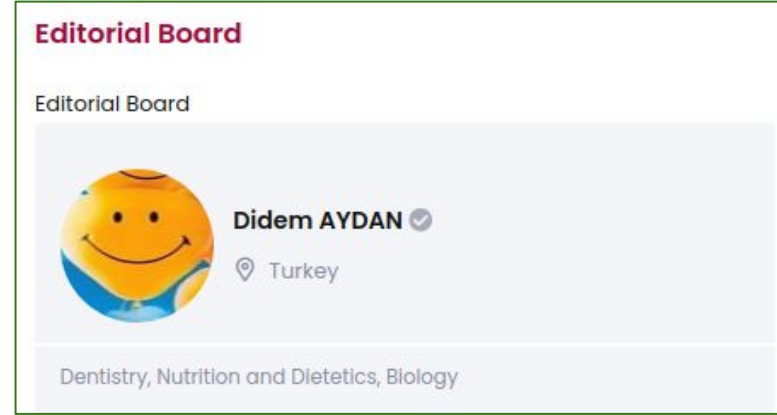 Editorial Board
Editorial Board
Didem AYDAN
Turkey
Dentistry, Nutrition and Dietetics, Biology